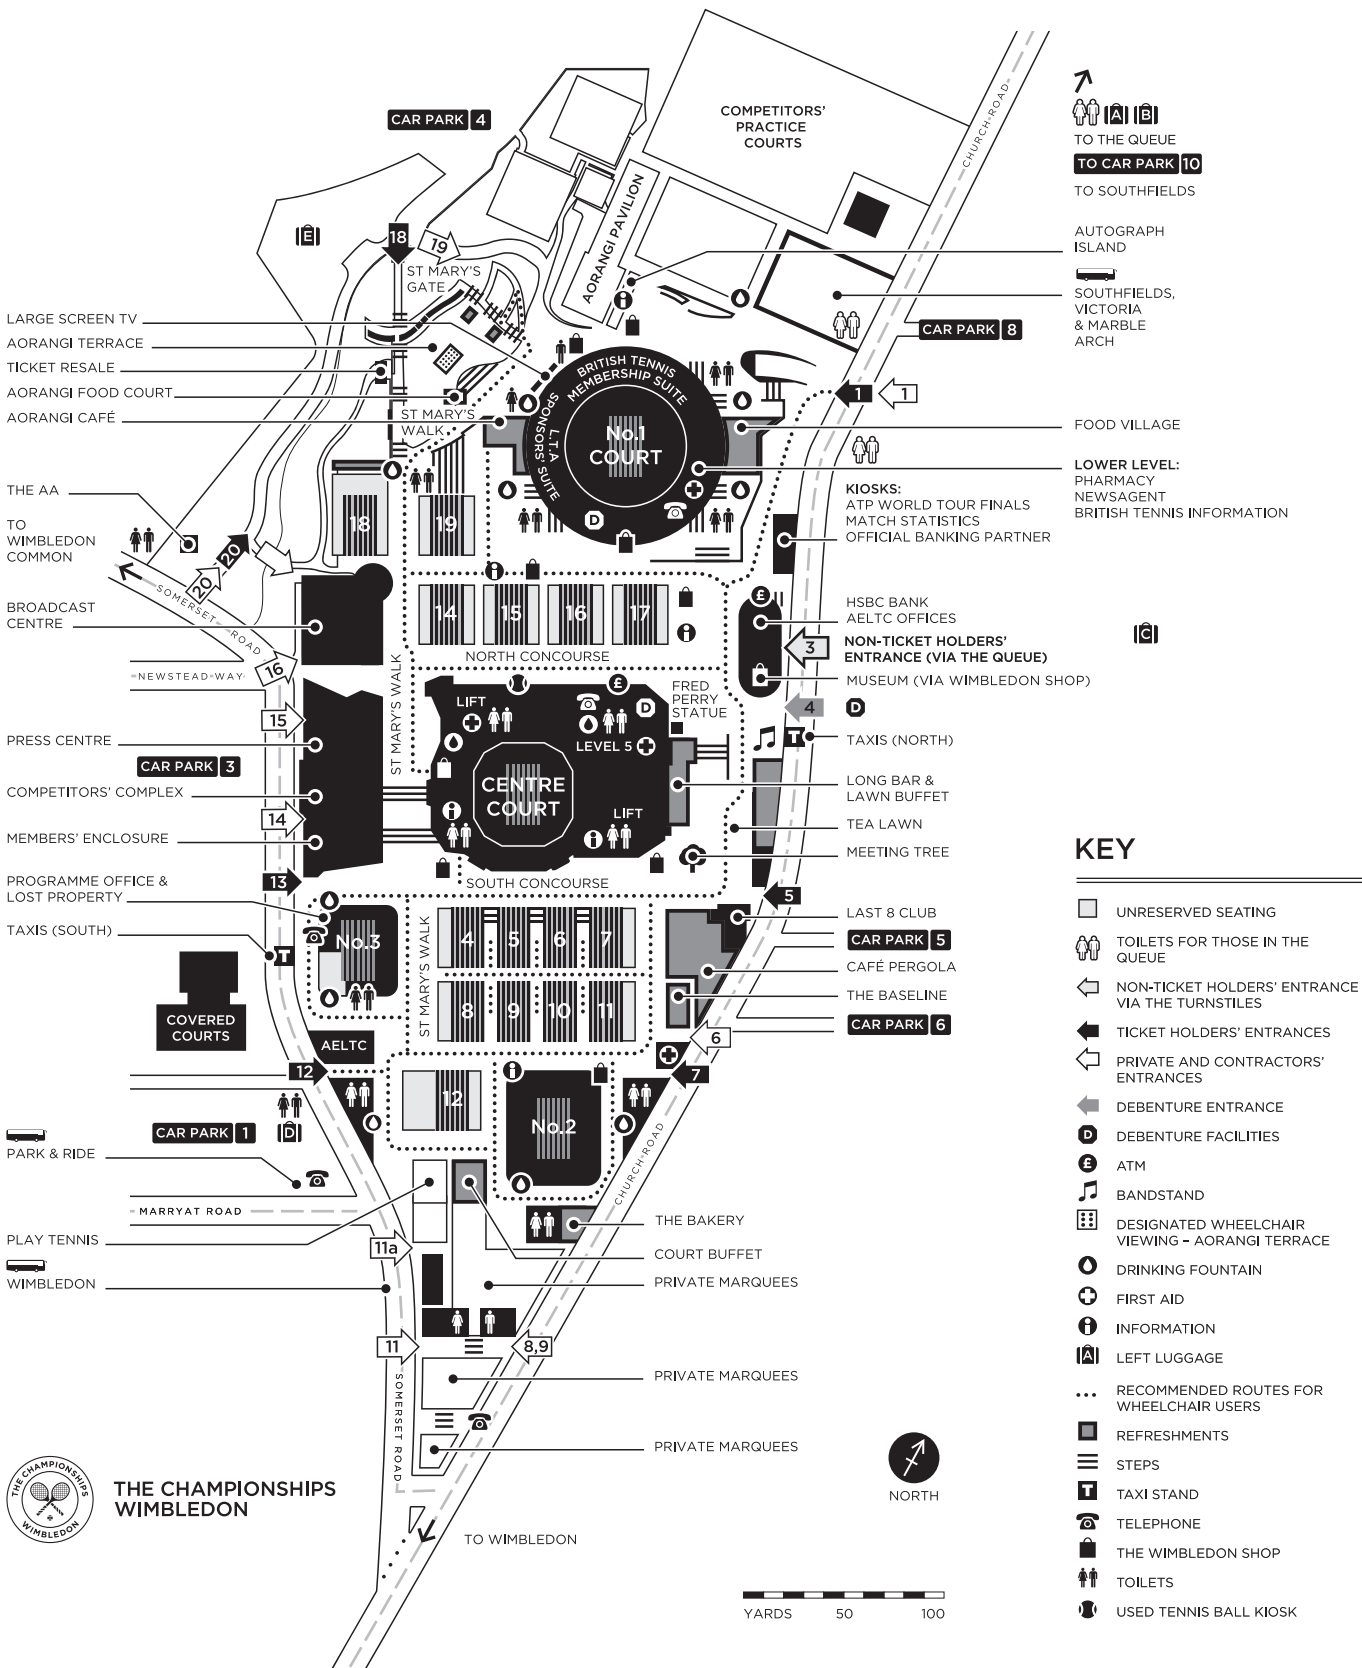 CAR PARK 4
COMPETITORS'
PRACTICE
COURTS
CHURCH ROAD
A B
TO THE QUEUE
TO CAR PARK 10
TO SOUTHFIELDS
AUTOGRAPH
ISLAND
SOUTHFIELDS,
VICTORIA
& MARBLE
ARCH
CAR PARK 8
E
18
19
ST MARY'S
GATE
AORANGI PAVILION
LARGE SCREEN TV
AORANGI TERRACE
TICKET RESALE
AORANGI FOOD COURT
AORANGI CAFÉ
ST MARY'S
WALK
BRITISH TENNIS
MEMBERSHIP SUITE
L.T.A
SPONSORS' SUITE
No.1
COURT
D
1
1
FOOD VILLAGE
LOWER LEVEL:
PHARMACY
NEWSAGENT
BRITISH TENNIS INFORMATION
KIOSKS:
ATP WORLD TOUR FINALS
MATCH STATISTICS
OFFICIAL BANKING PARTNER
THE AA
TO
WIMBLEDON
COMMON
18
19
20
20
SOMERSET ROAD
BROADCAST
CENTRE
14
15
16
17
NORTH CONCOURSE
£
HSBC BANK
AELTC OFFICES
C
3
NON-TICKET HOLDERS'
ENTRANCE (VIA THE QUEUE)
MUSEUM (VIA WIMBLEDON SHOP)
16
NEWSTEAD WAY
15
ST MARY'S WALK
LIFT
£
D
LEVEL 5
FRED
PERRY
STATUE
4
D
T
TAXIS (NORTH)
PRESS CENTRE
CAR PARK 3
COMPETITORS' COMPLEX
CENTRE
COURT
LIFT
LONG BAR &
LAWN BUFFET
14
TEA LAWN
MEMBERS' ENCLOSURE
MEETING TREE
13
SOUTH CONCOURSE
5
PROGRAMME OFFICE &
LOST PROPERTY
TAXIS (SOUTH)
T
No.3
ST MARY'S WALK
4
5
6
7
LAST 8 CLUB
CAR PARK 5
CAFÉ PERGOLA
THE BASELINE
CAR PARK 6
8
9
10
11
6
COVERED
COURTS
AELTC
12
7
12
No.2
CAR PARK 1
D
PARK & RIDE
CHURCH ROAD
MARRYAT ROAD
PLAY TENNIS
11a
THE BAKERY
COURT BUFFET
WIMBLEDON
PRIVATE MARQUEES
11
8,9
PRIVATE MARQUEES
SOMERSET ROAD
PRIVATE MARQUEES
TO WIMBLEDON
THE CHAMPIONSHIPS
WIMBLEDON
THE CHAMPIONSHIPS
WIMBLEDON
NORTH
YARDS 50 100
KEY
UNRESERVED SEATING
TOILETS FOR THOSE IN THE
QUEUE
NON-TICKET HOLDERS' ENTRANCE
VIA THE TURNSTILES
TICKET HOLDERS' ENTRANCES
PRIVATE AND CONTRACTORS'
ENTRANCES
DEBENTURE ENTRANCE
D DEBENTURE FACILITIES
£ ATM
BANDSTAND
DESIGNATED WHEELCHAIR
VIEWING – AORANGI TERRACE
DRINKING FOUNTAIN
FIRST AID
i INFORMATION
A LEFT LUGGAGE
RECOMMENDED ROUTES FOR
WHEELCHAIR USERS
REFRESHMENTS
STEPS
T TAXI STAND
TELEPHONE
THE WIMBLEDON SHOP
TOILETS
USED TENNIS BALL KIOSK